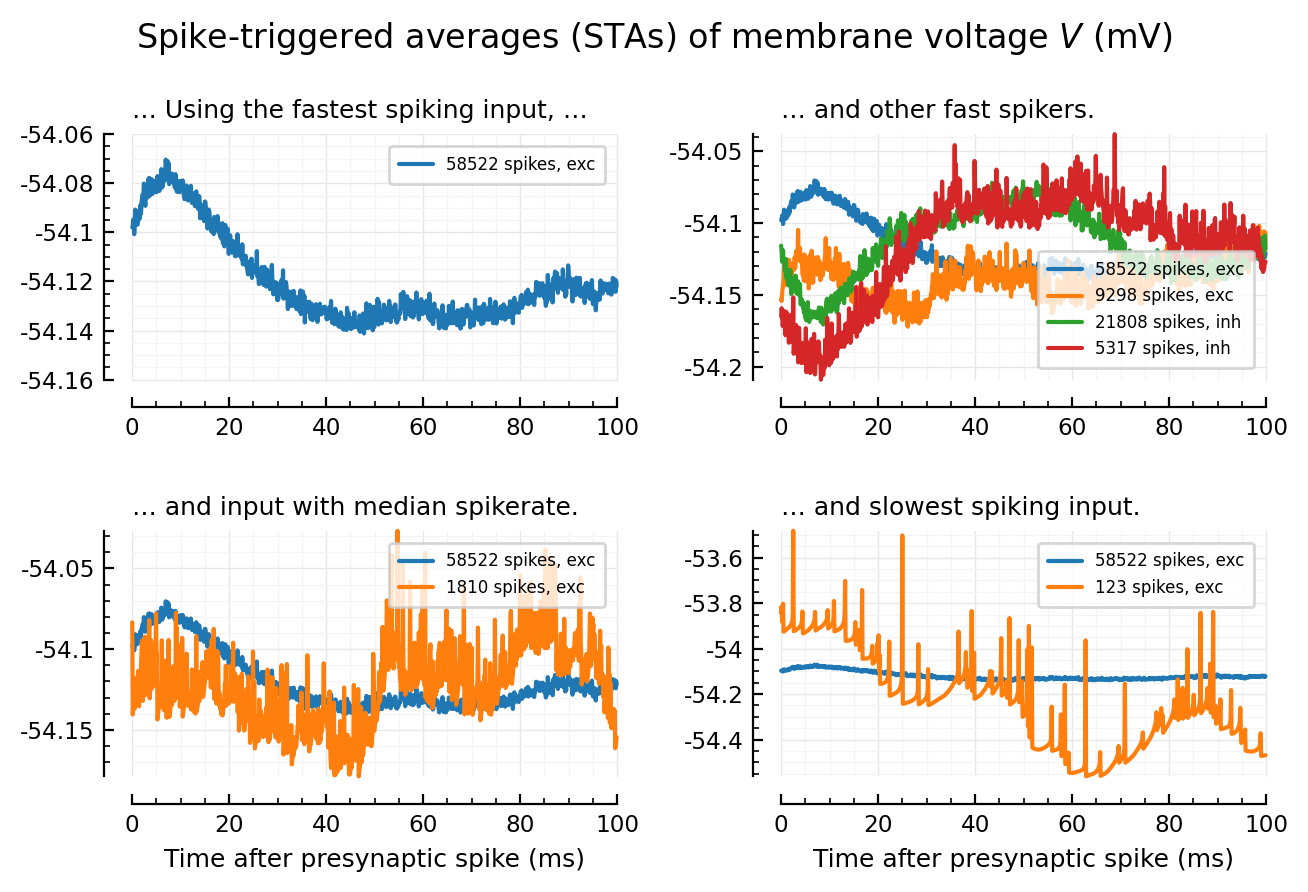 Spike-triggered averages (STAs) of membrane voltage V (mV)
... Using the fastest spiking input, ...
-54.06
-54.08
-54.1
-54.12
-54.14
-54.16
58522 spikes, exc
0 20 40 60 80 100
... and other fast spikers.
-54.05
-54.1
-54.15
-54.2
58522 spikes, exc
9298 spikes, exc
21808 spikes, inh
5317 spikes, inh
0 20 40 60 80 100
... and input with median spikerate.
-54.05
-54.1
-54.15
58522 spikes, exc
1810 spikes, exc
0 20 40 60 80 100
Time after presynaptic spike (ms)
... and slowest spiking input.
-53.6
-53.8
-54
-54.2
-54.4
58522 spikes, exc
123 spikes, exc
0 20 40 60 80 100
Time after presynaptic spike (ms)